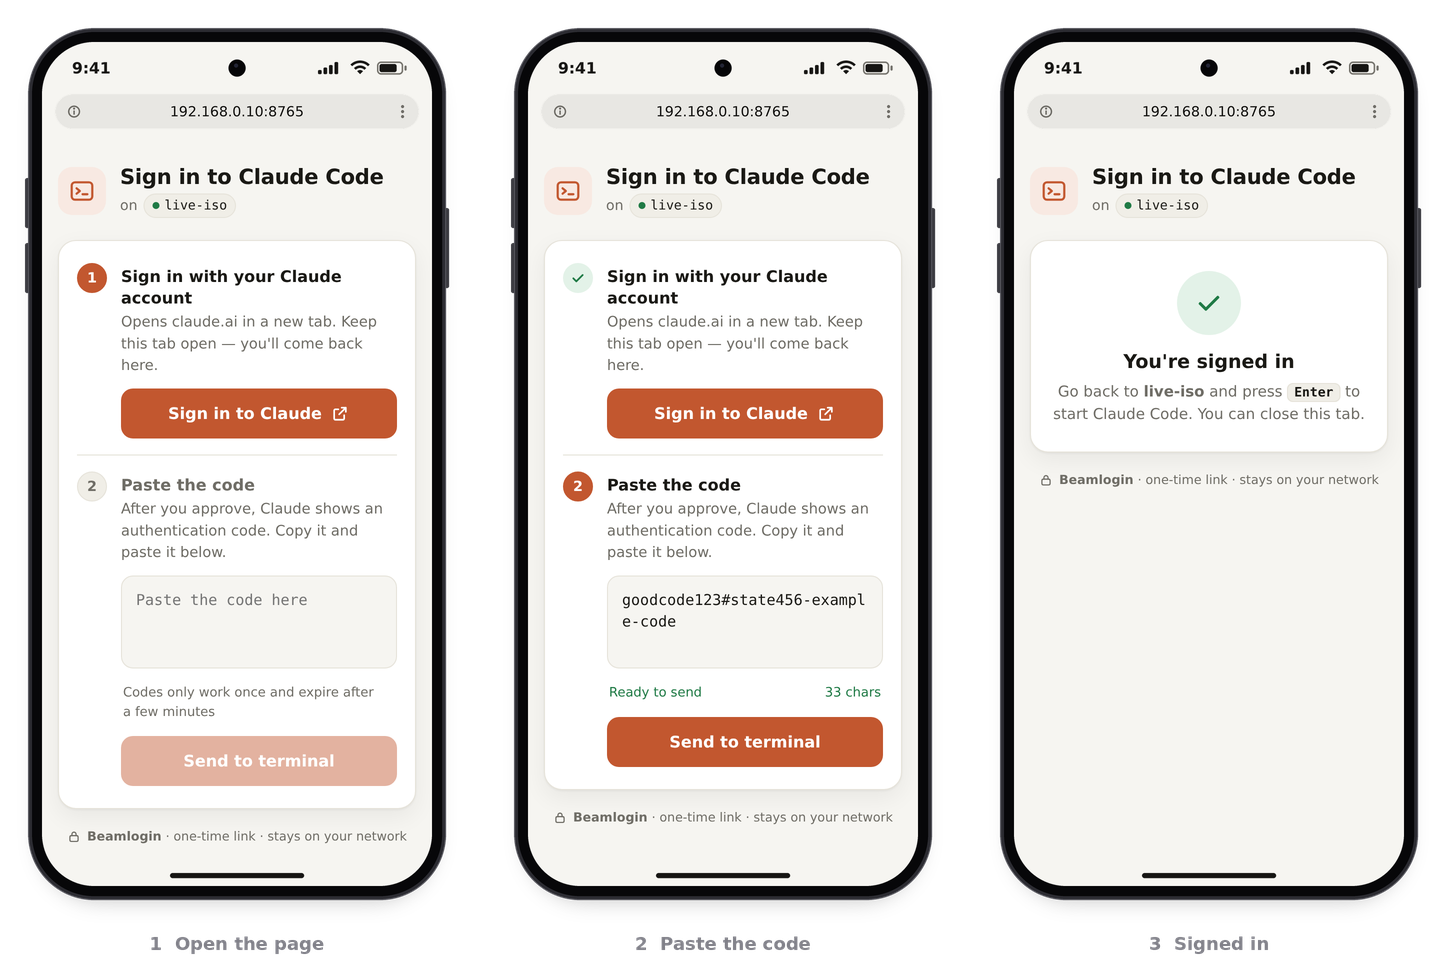 9:41
192.168.0.10:8765
Sign in to Claude Code
on live-iso
1
Sign in with your Claude
account
Opens claude.ai in a new tab. Keep
this tab open — you'll come back
here.
Sign in to Claude
2
Paste the code
After you approve, Claude shows an
authentication code. Copy it and
paste it below.
Paste the code here
Codes only work once and expire after
a few minutes
Send to terminal
Beamlogin · one-time link · stays on your network
1 Open the page
9:41
192.168.0.10:8765
Sign in to Claude Code
on live-iso
Sign in with your Claude
account
Opens claude.ai in a new tab. Keep
this tab open — you'll come back
here.
Sign in to Claude
2
Paste the code
After you approve, Claude shows an
authentication code. Copy it and
paste it below.
goodcode123#state456-exampl
e-code
Ready to send 33 chars
Send to terminal
Beamlogin · one-time link · stays on your network
2 Paste the code
9:41
192.168.0.10:8765
Sign in to Claude Code
on live-iso
You're signed in
Go back to live-iso and press Enter to
start Claude Code. You can close this tab.
Beamlogin · one-time link · stays on your network
3 Signed in